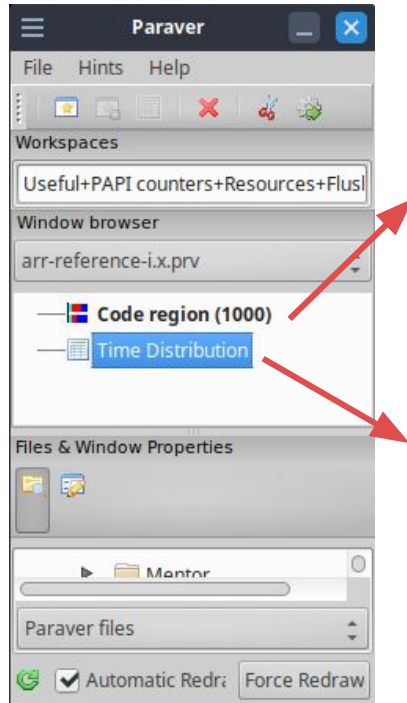 Paraver
File Hints Help
Workspaces
Useful+PAPI counters+Resources+Flusl
Window browser
arr-reference-i.x.prv
Code region (1000)
Time Distribution
Files & Window Properties
Mentor
Paraver files
Automatic Redra Force Redraw